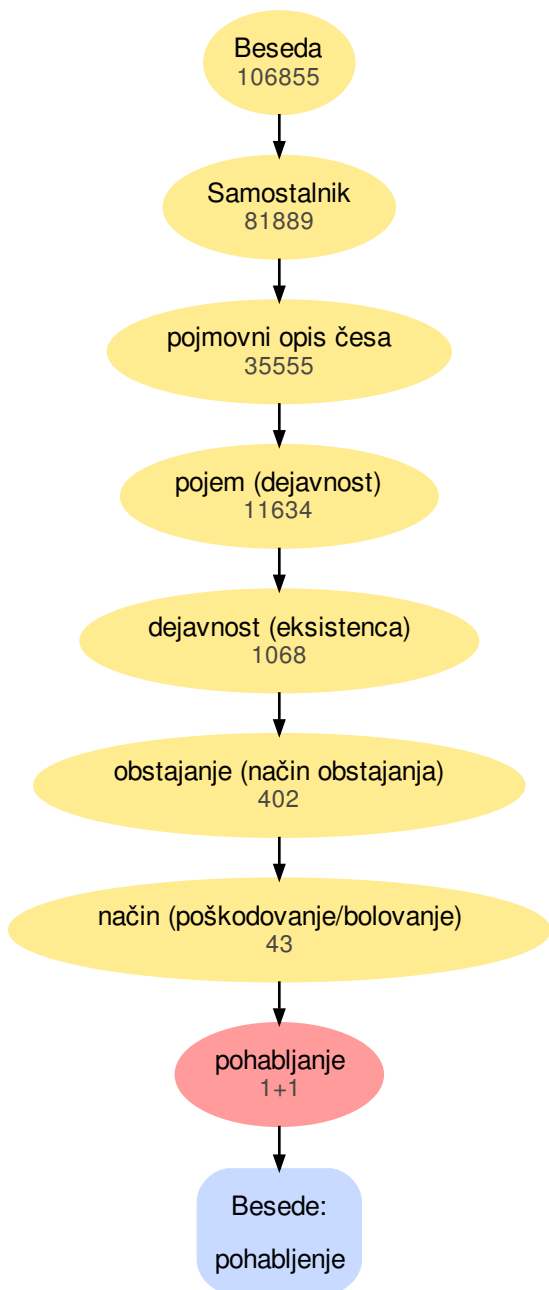 Beseda
106855
Samostalnik
81889
pojmovni opis česa
35555
pojem (dejavnost)
11634
dejavnost (eksistenca)
1068
obstajanje (način obstajanja)
402
način (poškodovanje/bolovanje)
43
pohabljanje
1+1
Besede:
pohabljenje